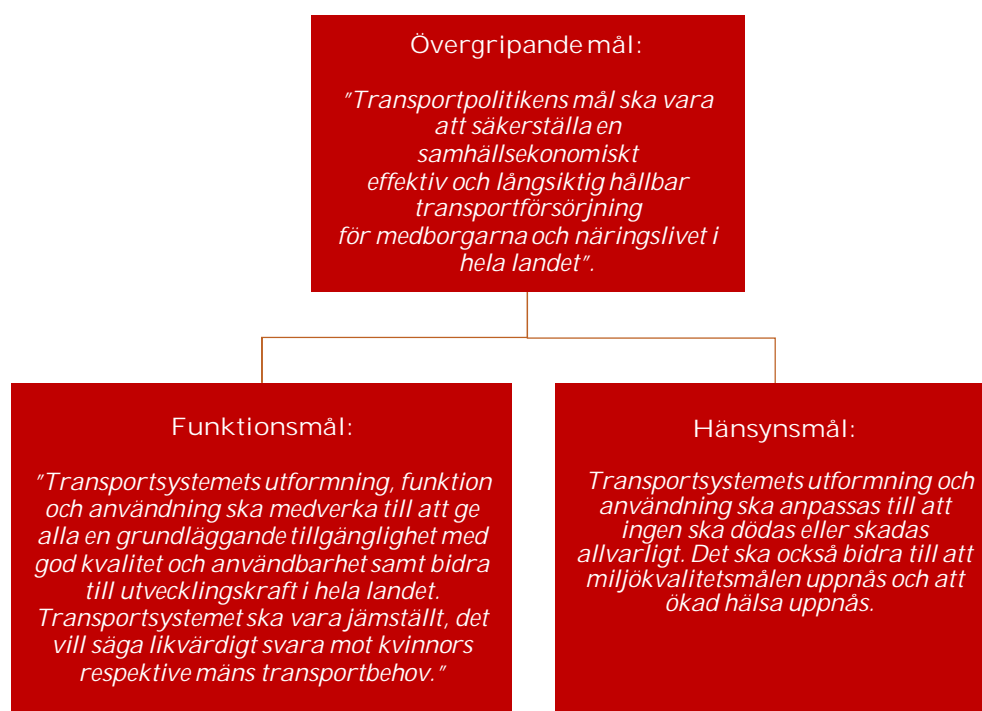 Övergripande mål:
"Transportpolitikens mål ska vara
att säkerställa en
samhällsekonomiskt
effektiv och långsiktig hållbar
transportförsörjning
för medborgarna och näringslivet i
hela landet".
Funktionsmål:
"Transportsystemets utformning, funktion
och användning ska medverka till att ge
alla en grundläggande tillgänglighet med
god kvalitet och användbarhet samt bidra
till utvecklingskraft i hela landet.
Transportsystemet ska vara jämställt, det
vill säga likvärdigt svara mot kvinnors
respektive mäns transportbehov."
Hänsynsmål:
Transportsystemets utformning och
användning ska anpassas till att
ingen ska dödas eller skadas
allvarligt. Det ska också bidra till att
miljökvalitetsmålen uppnås och att
ökad hälsa uppnås.